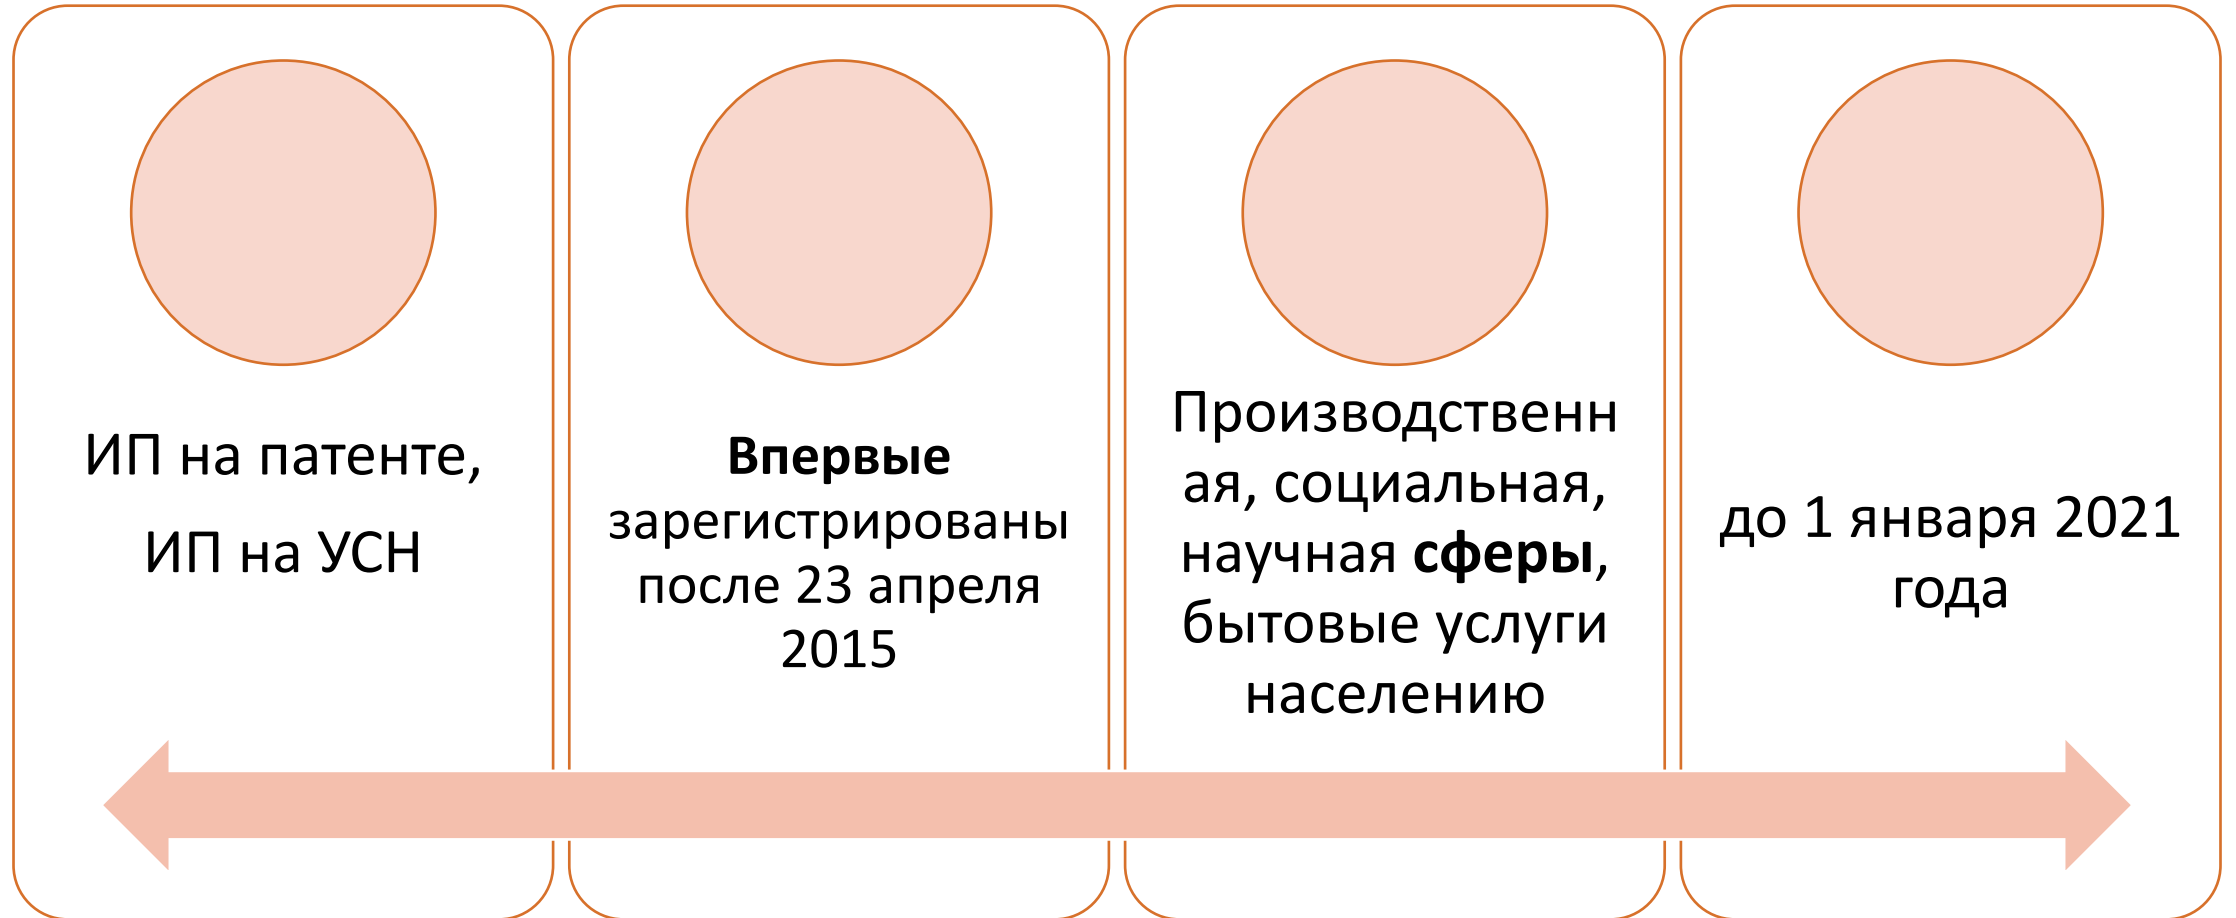 ИП на патенте,
ИП на УСН
Впервые
зарегистрированы
после 23 апреля
2015
Производственн
ая, социальная,
научная сферы,
бытовые услуги
населению
до 1 января 2021
года